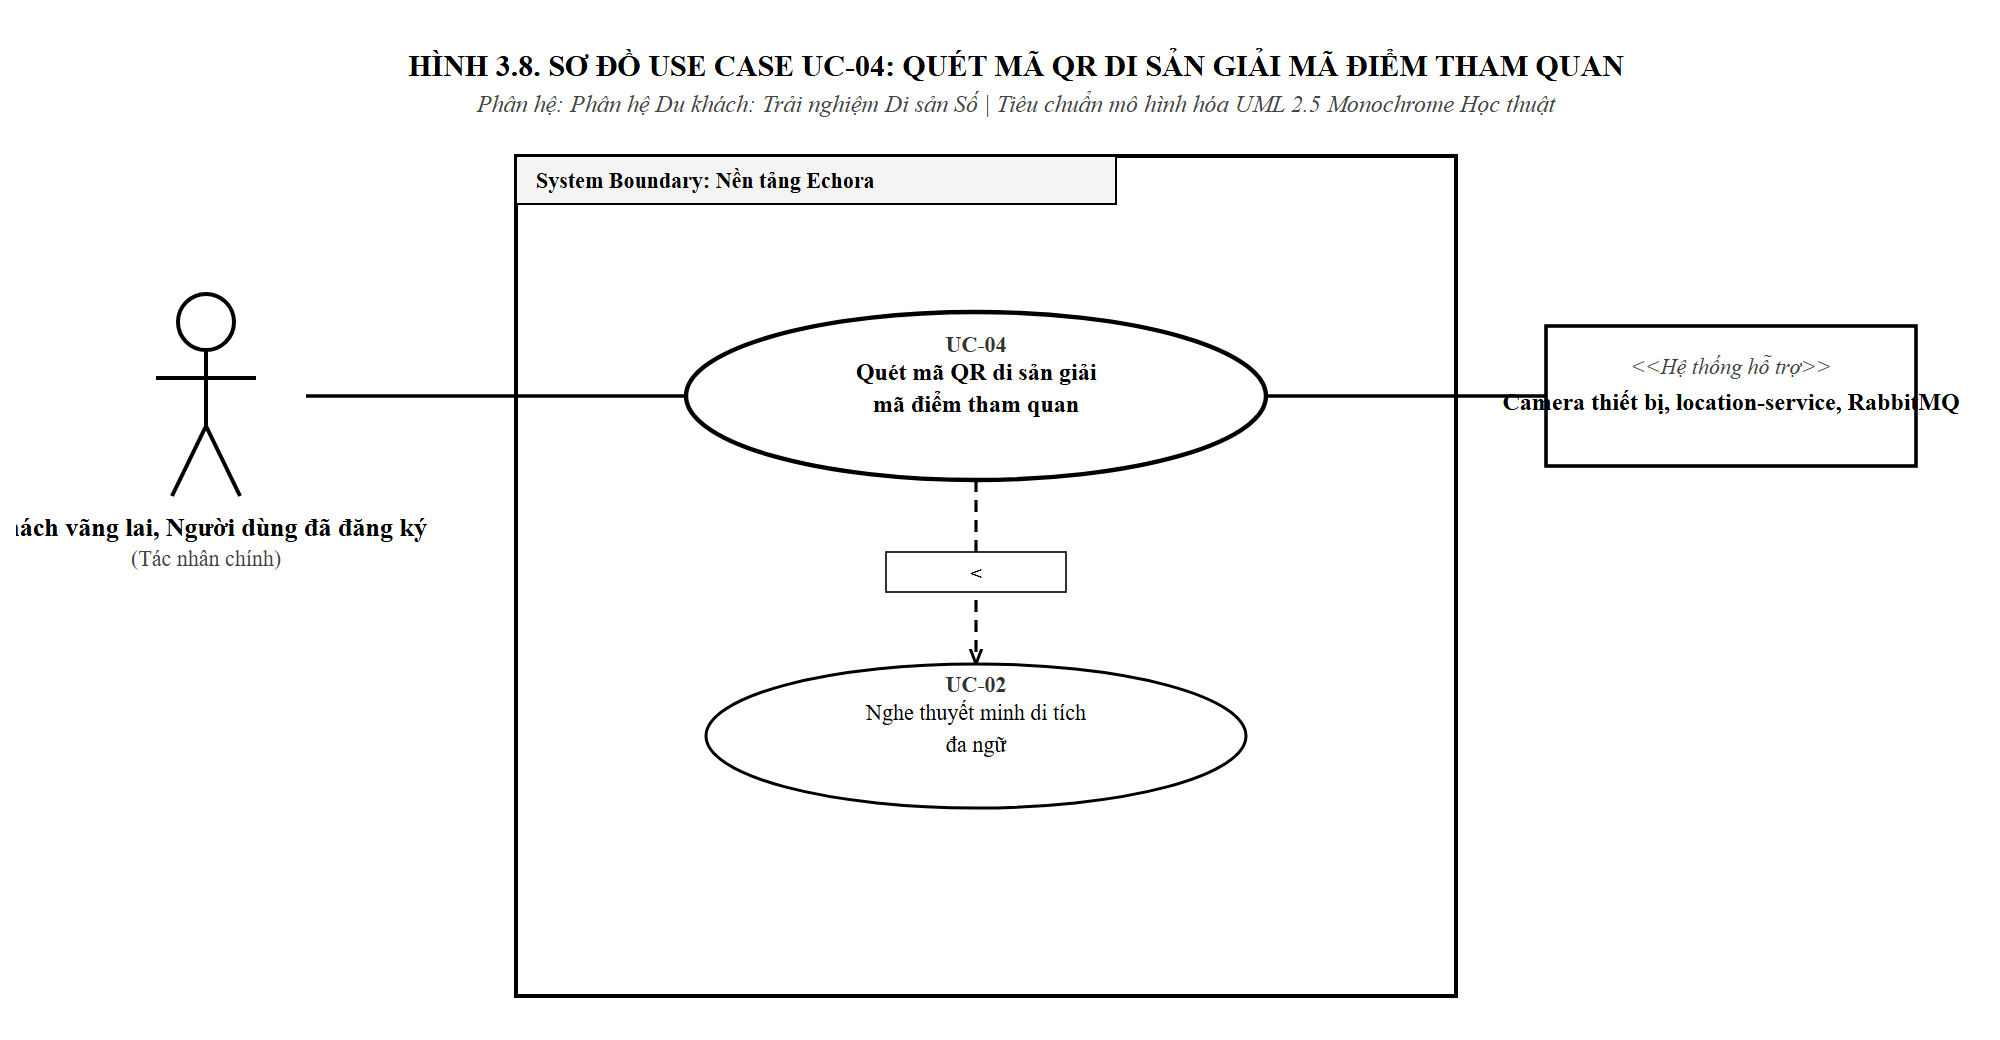 HÌNH 3.8. SƠ ĐỒ USE CASE UC-04: QUÉT MÃ QR DI SẢN GIẢI MÃ ĐIỂM THAM QUAN
Phân hệ: Phân hệ Du khách: Trải nghiệm Di sản Số | Tiêu chuẩn mô hình hóa UML 2.5 Monochrome Học thuật
System Boundary: Nền tảng Echora
UC-04
Quét mã QR di sản giải
mã điểm tham quan
<<Hệ thống hỗ trợ>>
Camera thiết bị, location-service, RabbitMQ
vãng lai, Người dùng đã đăng ký
(Tác nhân chính)
<
UC-02
Nghe thuyết minh di tích
đa ngữ